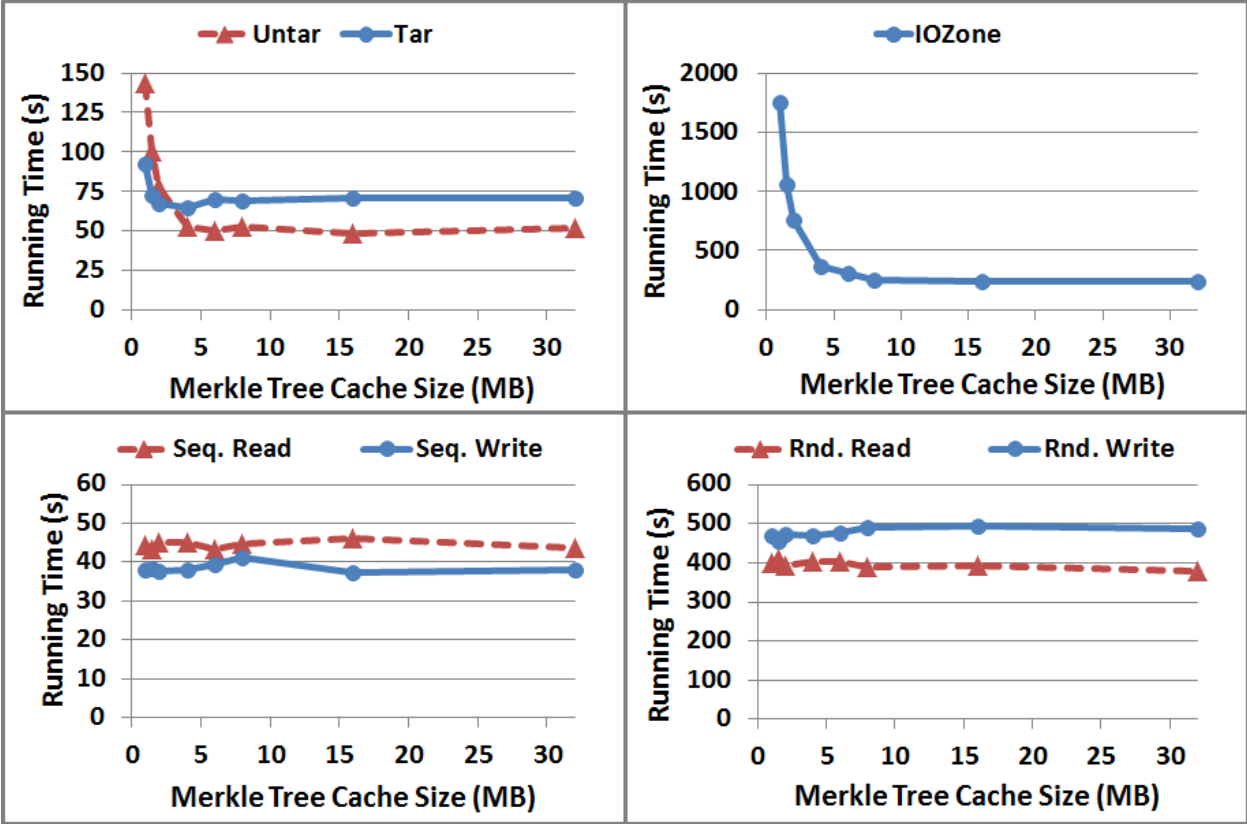 Untar Tar
Running Time (s)
150
125
100
75
50
25
0
0 5 10 15 20 25 30
Merkle Tree Cache Size (MB)
IOZone
Running Time (s)
2000
1500
1000
500
0
0 5 10 15 20 25 30
Merkle Tree Cache Size (MB)
Seq. Read Seq. Write
Running Time (s)
60
50
40
30
20
10
0
0 5 10 15 20 25 30
Merkle Tree Cache Size (MB)
Rnd. Read Rnd. Write
Running Time (s)
600
500
400
300
200
100
0
0 5 10 15 20 25 30
Merkle Tree Cache Size (MB)